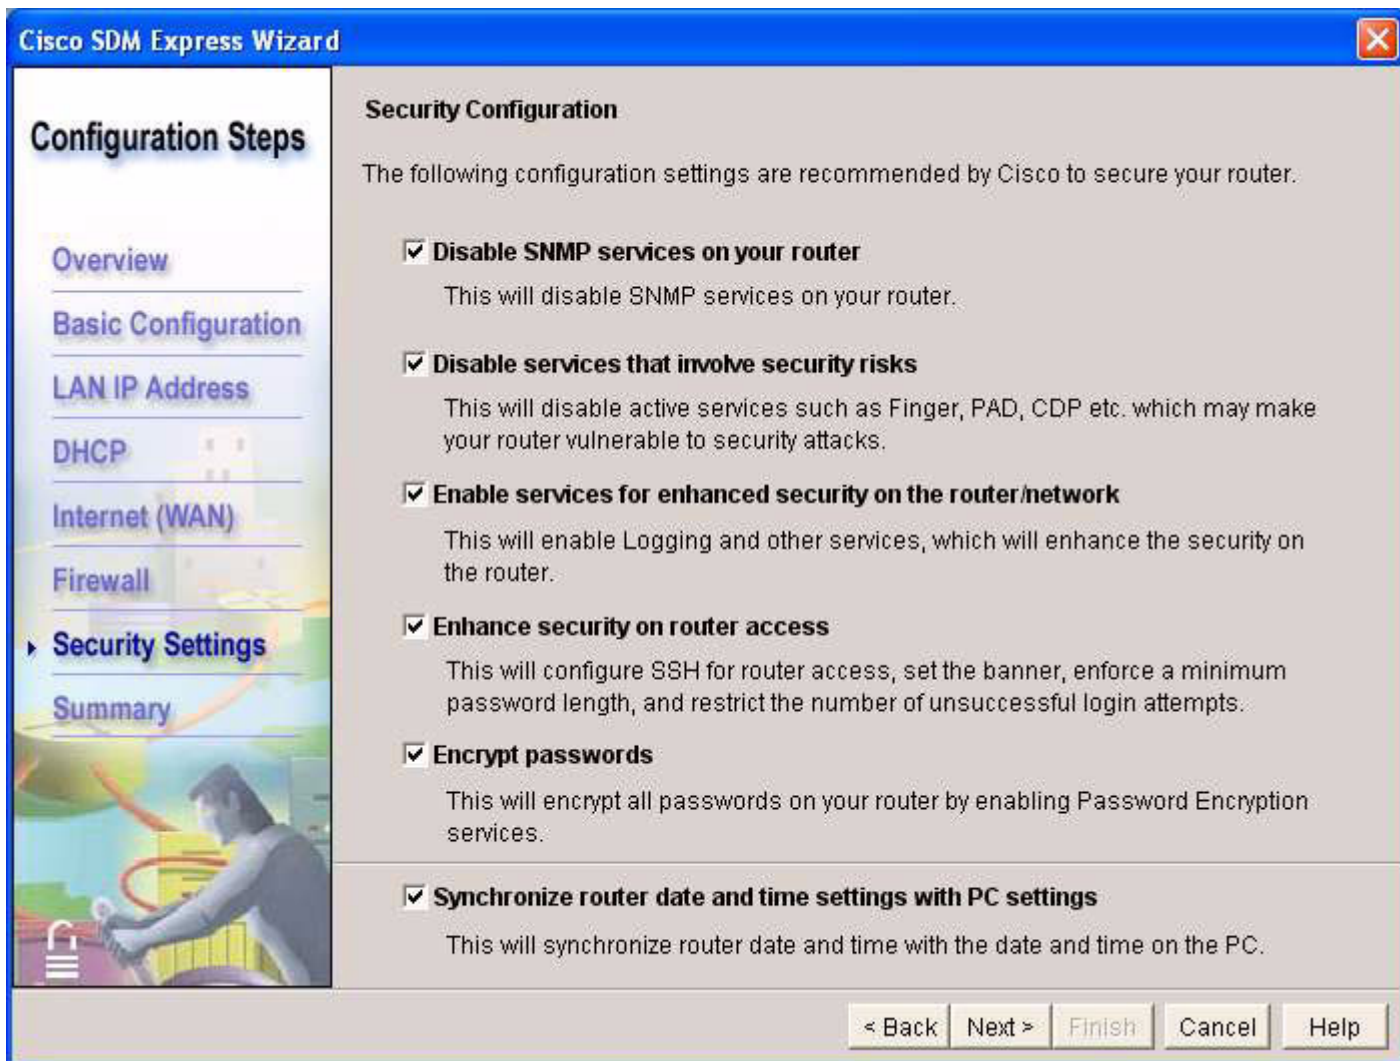 Cisco SDM Express Wizard
Configuration Steps
Overview
Basic Configuration
LAN IP Address
DHCP
Internet (WAN)
Firewall
Security Settings
Summary
Security Configuration
The following configuration settings are recommended by Cisco to secure your router.
Disable SNMP services on your router
This will disable SNMP services on your router.
Disable services that involve security risks
This will disable active services such as Finger, PAD, CDP etc. which may make
your router vulnerable to security attacks.
Enable services for enhanced security on the router/network
This will enable Logging and other services, which will enhance the security on
the router.
Enhance security on router access
This will configure SSH for router access, set the banner, enforce a minimum
password length, and restrict the number of unsuccessful login attempts.
Encrypt passwords
This will encrypt all passwords on your router by enabling Password Encryption
services.
Synchronize router date and time settings with PC settings
This will synchronize router date and time with the date and time on the PC.
< Back Next > Finish Cancel Help